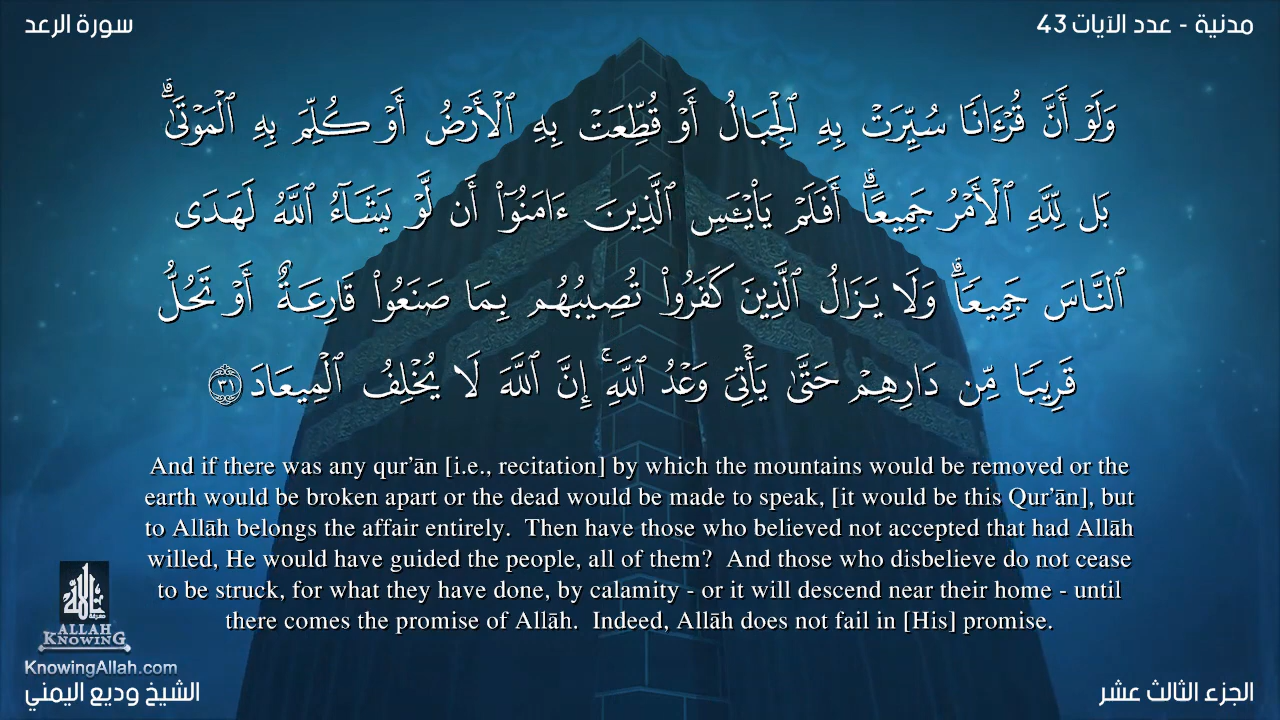 سورة الرعد
مدنية - عدد الآيات 43
وَلَوْ أَنَّ قُرْءَانًا سُيِّرَتْ بِهِ ٱلْجِبَالُ أَوْ قُطِّعَتْ بِهِ ٱلْأَرْضُ أَوْ كُلِّمَ بِهِ ٱلْمَوْتَىٰۗ
بَل لِّلَّهِ ٱلْأَمْرُ جَمِيعًاۗ أَفَلَمْ يَا۟يْـَٔسِ ٱلَّذِينَ ءَامَنُوٓا۟ أَن لَّوْ يَشَآءُ ٱللَّهُ لَهَدَى
ٱلنَّاسَ جَمِيعًاۗ وَلَا يَزَالُ ٱلَّذِينَ كَفَرُوا۟ تُصِيبُهُم بِمَا صَنَعُوا۟ قَارِعَةٌ أَوْ تَحُلُّ
قَرِيبًا مِّن دَارِهِمْ حَتَّىٰ يَأْتِىَ وَعْدُ ٱللَّهِۚ إِنَّ ٱللَّهَ لَا يُخْلِفُ ٱلْمِيعَادَ ٣١
And if there was any qur’ān [i.e., recitation] by which the mountains would be removed or the
earth would be broken apart or the dead would be made to speak, [it would be this Qur’ān], but
to Allāh belongs the affair entirely. Then have those who believed not accepted that had Allāh
willed, He would have guided the people, all of them? And those who disbelieve do not cease
to be struck, for what they have done, by calamity - or it will descend near their home - until
there comes the promise of Allāh. Indeed, Allāh does not fail in [His] promise.
ALLAH
KNOWING
KnowingAllah.com
الشيخ وديع اليمني
الجزء الثالث عشر